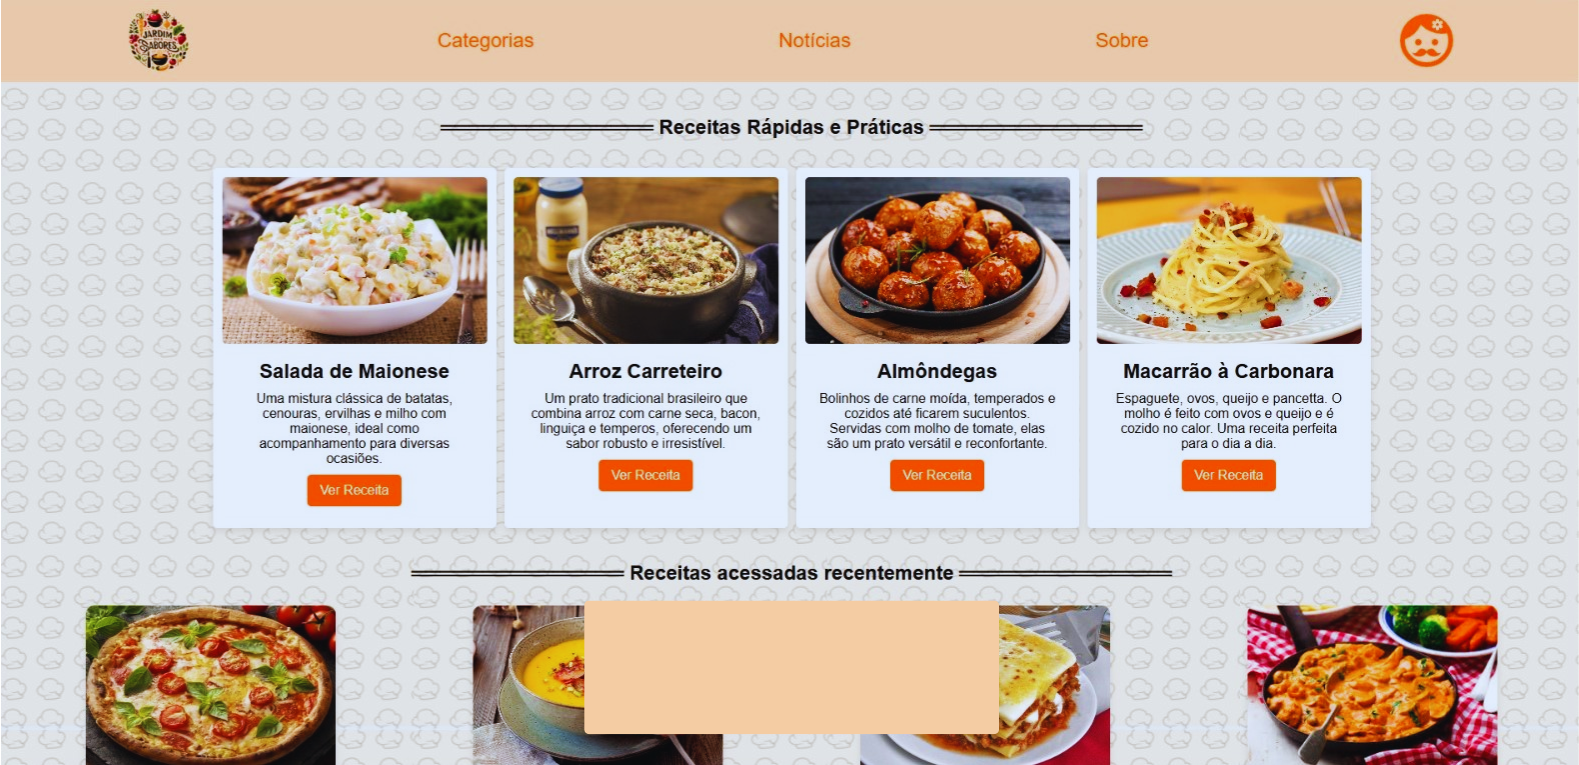 JARDIM
SABORES
Categorias
Notícias
Sobre
Receitas Rápidas e Práticas
Salada de Maionese
Uma mistura clássica de batatas,
cenouras, ervilhas e milho com
maionese, ideal como
acompanhamento para diversas
ocasiões.
Ver Receita
Arroz Carreteiro
Um prato tradicional brasileiro que
combina arroz com carne seca, bacon,
linguiça e temperos, oferecendo um
sabor robusto e irresistível.
Ver Receita
Almôndegas
Bolinhos de carne moída, temperados e
cozidos até ficarem suculentos.
Servidas com molho de tomate, elas
são um prato versátil e reconfortante.
Ver Receita
Macarrão à Carbonara
Espaguete, ovos, queijo e pancetta. O
molho é feito com ovos e queijo e é
cozido no calor. Uma receita perfeita
para o dia a dia.
Ver Receita
Receitas acessadas recentemente